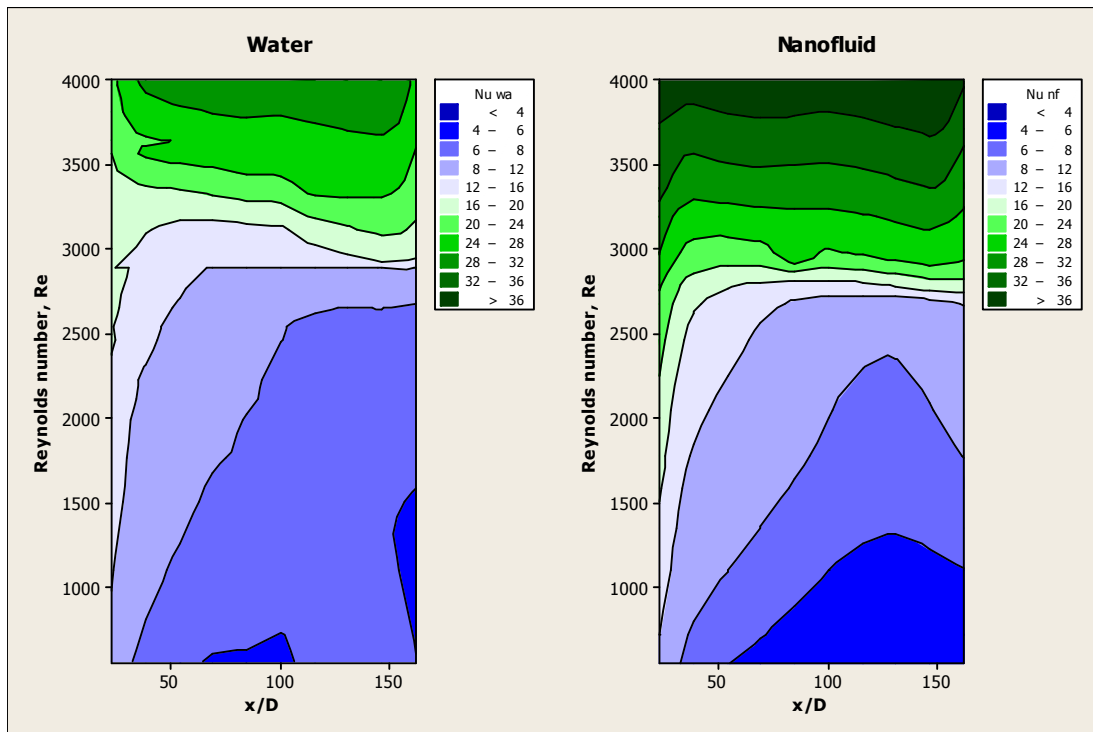 Water
Nanofluid
Reynolds number, Re
4000
3500
3000
2500
2000
1500
1000
50
100
150
x/D
Nu wa
< 4
4 – 6
6 – 8
8 – 12
12 – 16
16 – 20
20 – 24
24 – 28
28 – 32
32 – 36
> 36
Reynolds number, Re
4000
3500
3000
2500
2000
1500
1000
50
100
150
x/D
Nu nf
< 4
4 – 6
6 – 8
8 – 12
12 – 16
16 – 20
20 – 24
24 – 28
28 – 32
32 – 36
> 36